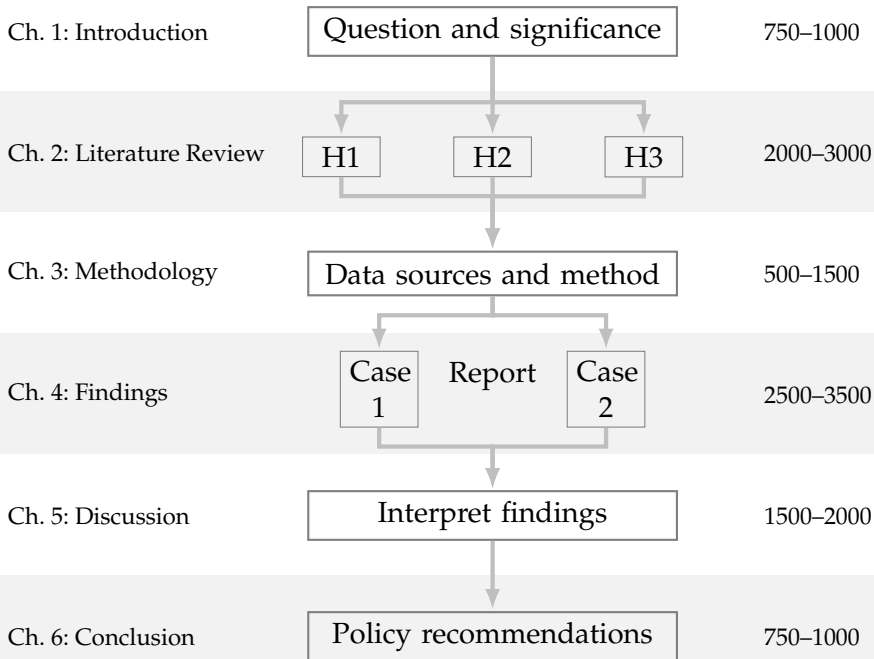 Ch. 1: Introduction Question and significance 750–1000
Ch. 2: Literature Review H1 H2 H3 2000–3000
Ch. 3: Methodology Data sources and method 500–1500
Ch. 4: Findings Case 1 Report Case 2 2500–3500
Ch. 5: Discussion Interpret findings 1500–2000
Ch. 6: Conclusion Policy recommendations 750–1000